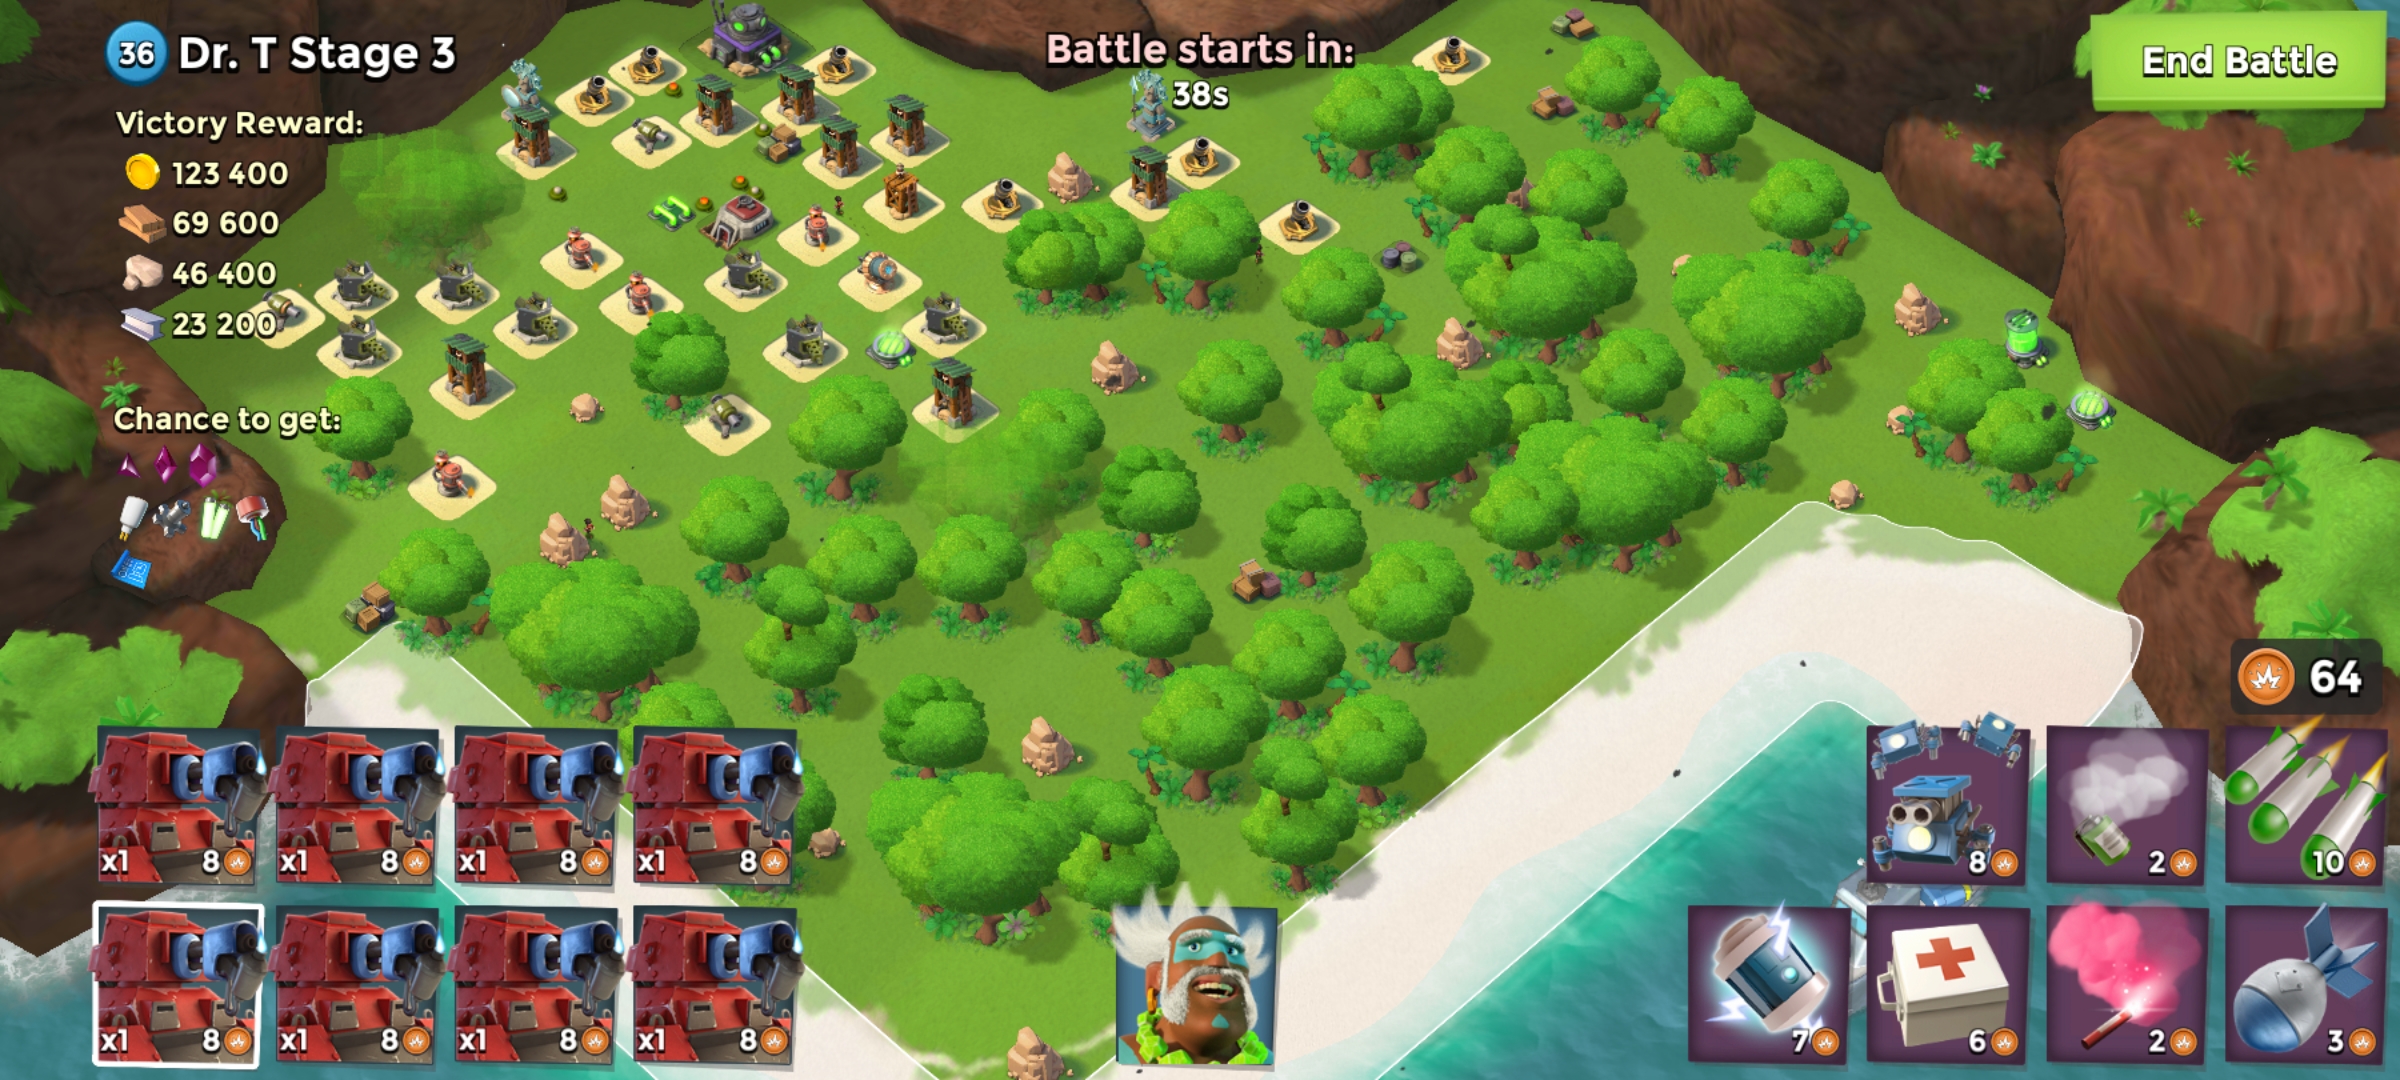 36 Dr. T Stage 3
Battle starts in:
38s
End Battle
Victory Reward:
123 400
69 600
46 400
23 200
Chance to get:
64
x1 8
x1 8
x1 8
x1 8
8
2
10
x1 8
x1 8
x1 8
x1 8
7
6
2
3